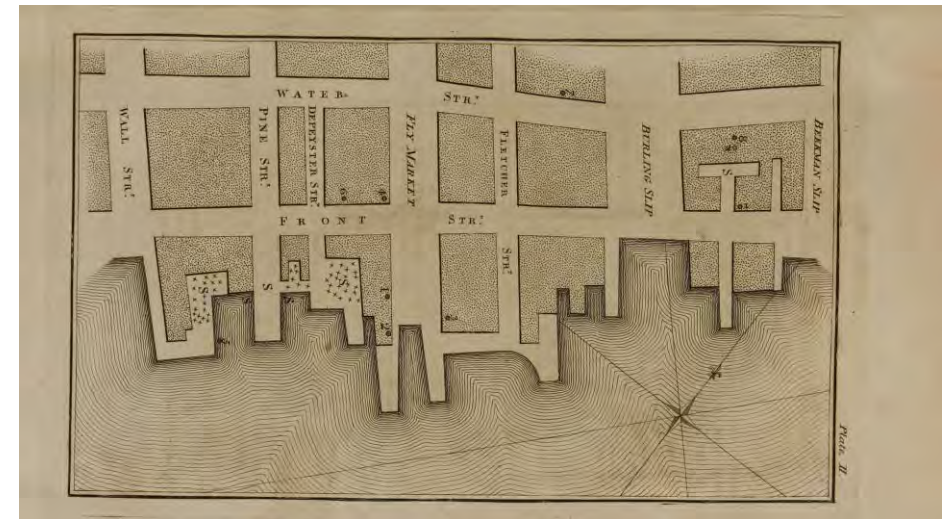 WATER STR.t
WALL STR.t
PINE STR.t
DEPEYSTER STR.t
FLY MARKET
FLETCHER
BURLING SLIP
BEEKMAN SLIP
FRONT STR.t
STR.t
S
S
S
S
S
Plate. II